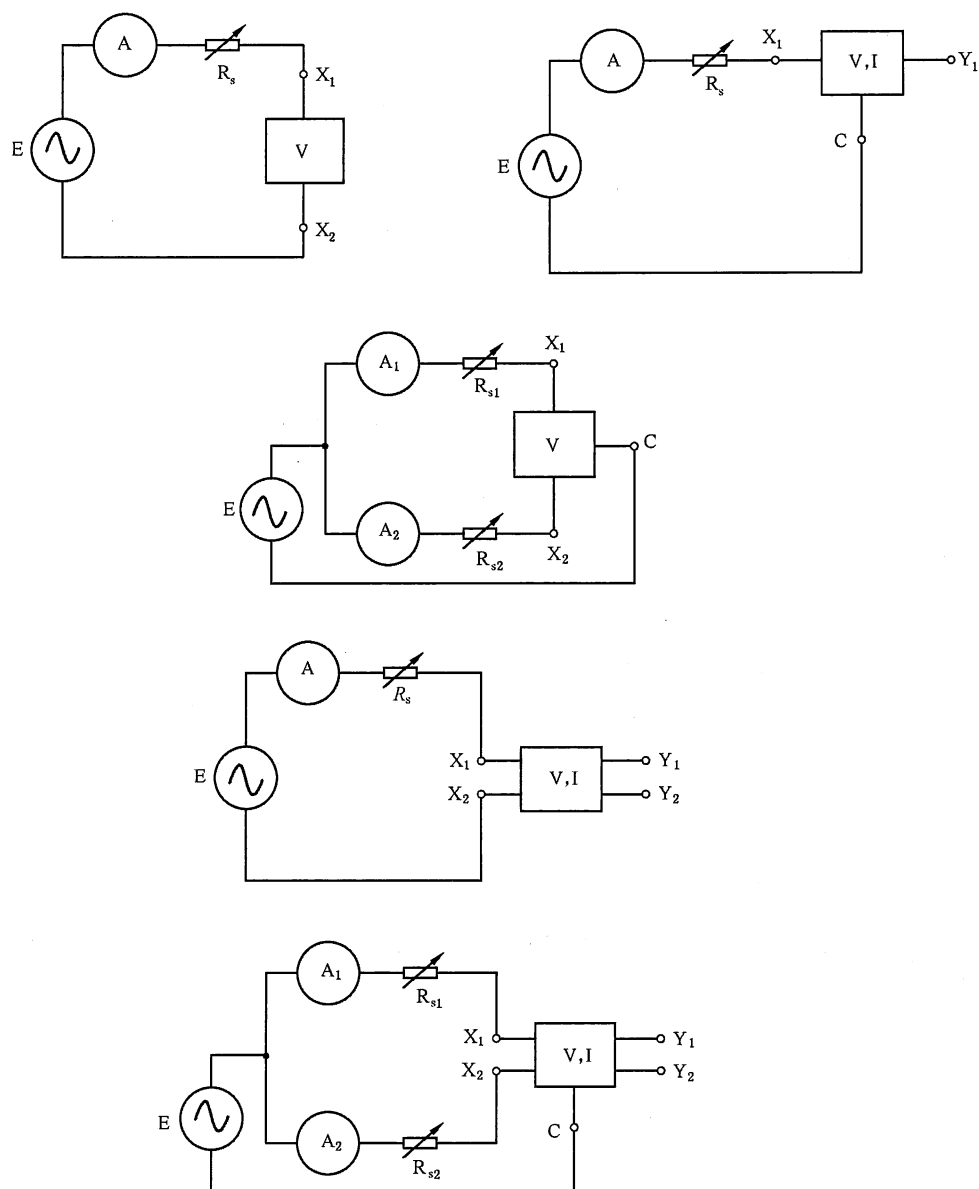 A
R_s
X_1
E
V
X_2
A
R_s
X_1
V,I
Y_1
C
E
A_1
R_s1
X_1
V
C
E
A_2
R_s2
X_2
A
R_s
E
X_1
X_2
V,I
Y_1
Y_2
A_1
R_s1
X_1
X_2
V,I
Y_1
Y_2
E
A_2
R_s2
C